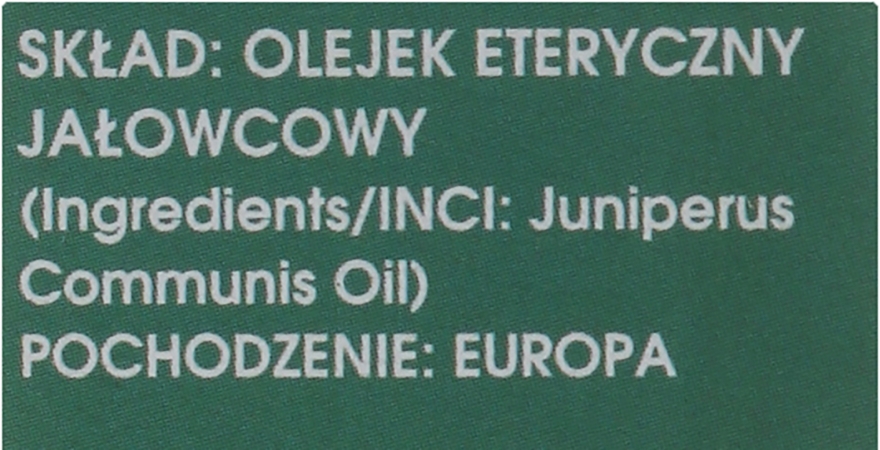 SKŁAD: OLEJEK ETERYCZNY
JAŁOWCOWY
(Ingredients/INCI: Juniperus
Communis Oil)
POCHODZENIE: EUROPA